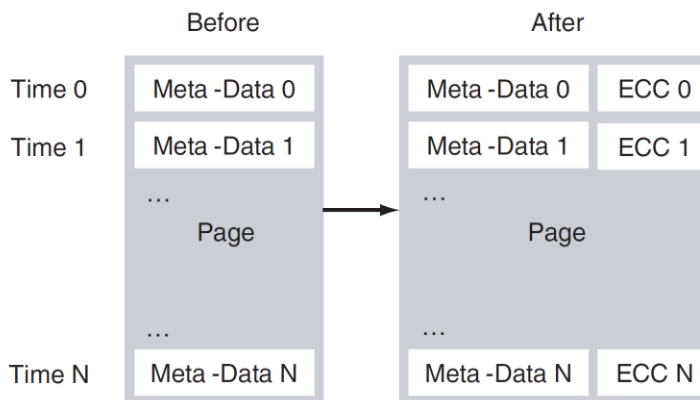 Before After
Time 0 Meta -Data 0 Meta -Data 0 ECC 0
Time 1 Meta -Data 1 Meta -Data 1 ECC 1
... ...
Page Page
... ...
Time N Meta -Data N Meta -Data N ECC N